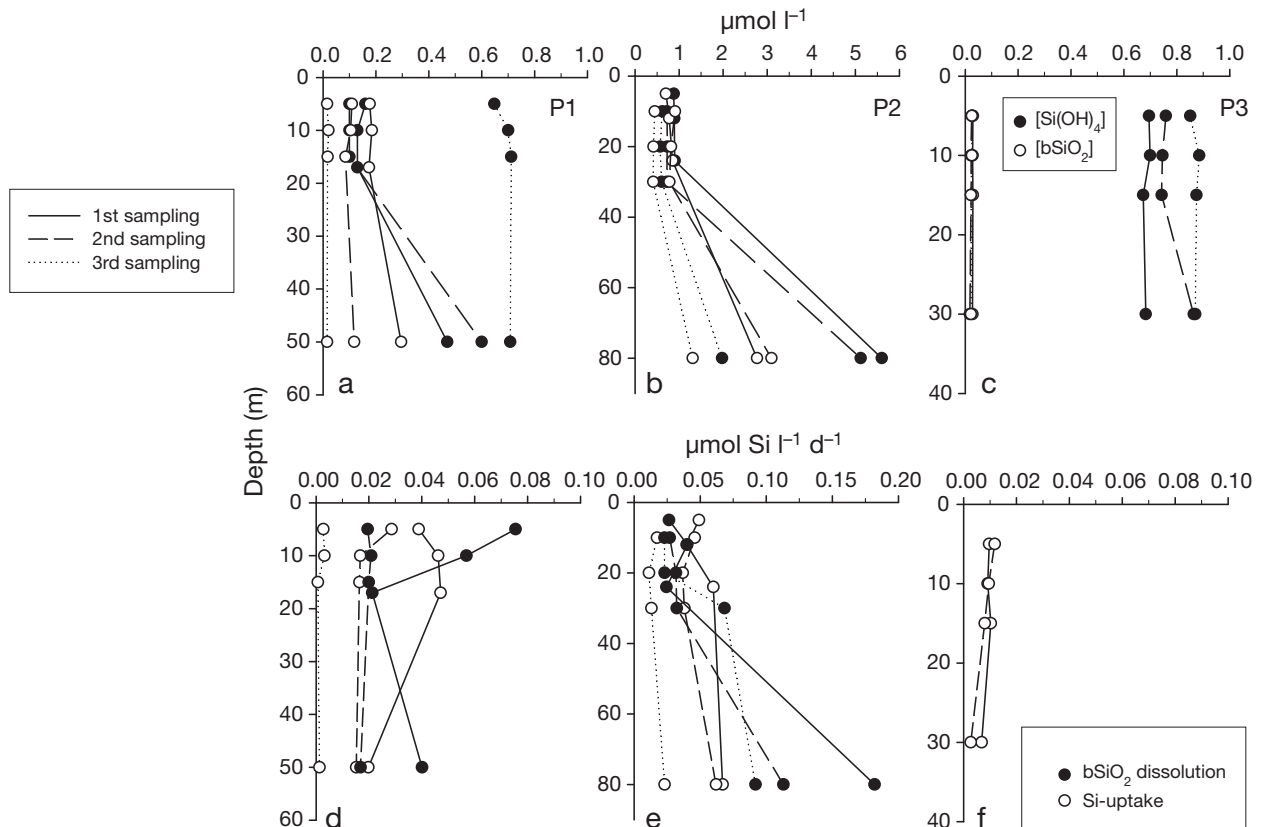 µmol l⁻¹
0.0 0.2 0.4 0.6 0.8 1.0
0 1 2 3 4 5 6
0.0 0.2 0.4 0.6 0.8 1.0
P1
P2
P3
0
10
20
30
40
50
60
0
20
40
60
80
0
10
20
30
40
[Si(OH)₄]
[bSiO₂]
1st sampling
2nd sampling
3rd sampling
a
b
c
Depth (m)
µmol Si l⁻¹ d⁻¹
0.00 0.02 0.04 0.06 0.08 0.10
0.00 0.05 0.10 0.15 0.20
0.00 0.02 0.04 0.06 0.08 0.10
0
10
20
30
40
50
60
0
20
40
60
80
0
10
20
30
40
bSiO₂ dissolution
Si-uptake
d
e
f